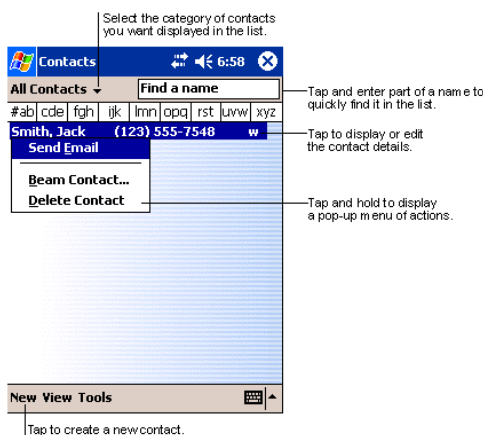 Select the category of contacts
you want displayed in the list.
Contacts 6:58
All Contacts Find a name
Tap and enter part of a name to
quickly find it in the list.
#ab cde fgh ijk lmn opq rst uvw xyz
Smith, Jack (123) 555-7548 w
Tap to display or edit
the contact details.
Send Email
Beam Contact...
Delete Contact
Tap and hold to display
a pop-up menu of actions.
New View Tools
Tap to create a new contact.